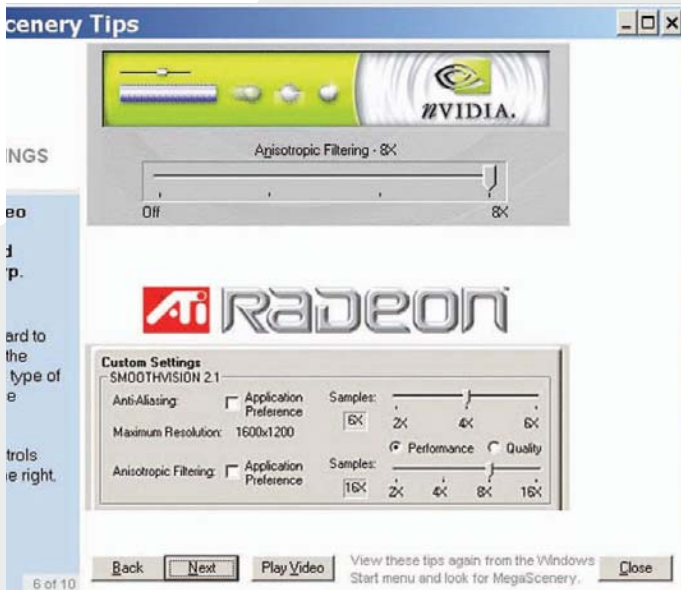 cenery Tips
nVIDIA.
INGS
Anisotropic Filtering - 8X
Off 8X
eo
d
rp.
ATi RADEON
ard to
the
type of
e
trols
e right.
Custom Settings
SMOOTHVISION 2.1
Anti-Aliasing: Application Preference Samples: 6X 2X 4X 6X
Maximum Resolution: 1600x1200
Performance Quality
Anisotropic Filtering: Application Preference Samples: 16X 2X 4X 8X 16X
6 of 10
Back Next Play Video
View these tips again from the Windows
Start menu and look for MegaScenery.
Close